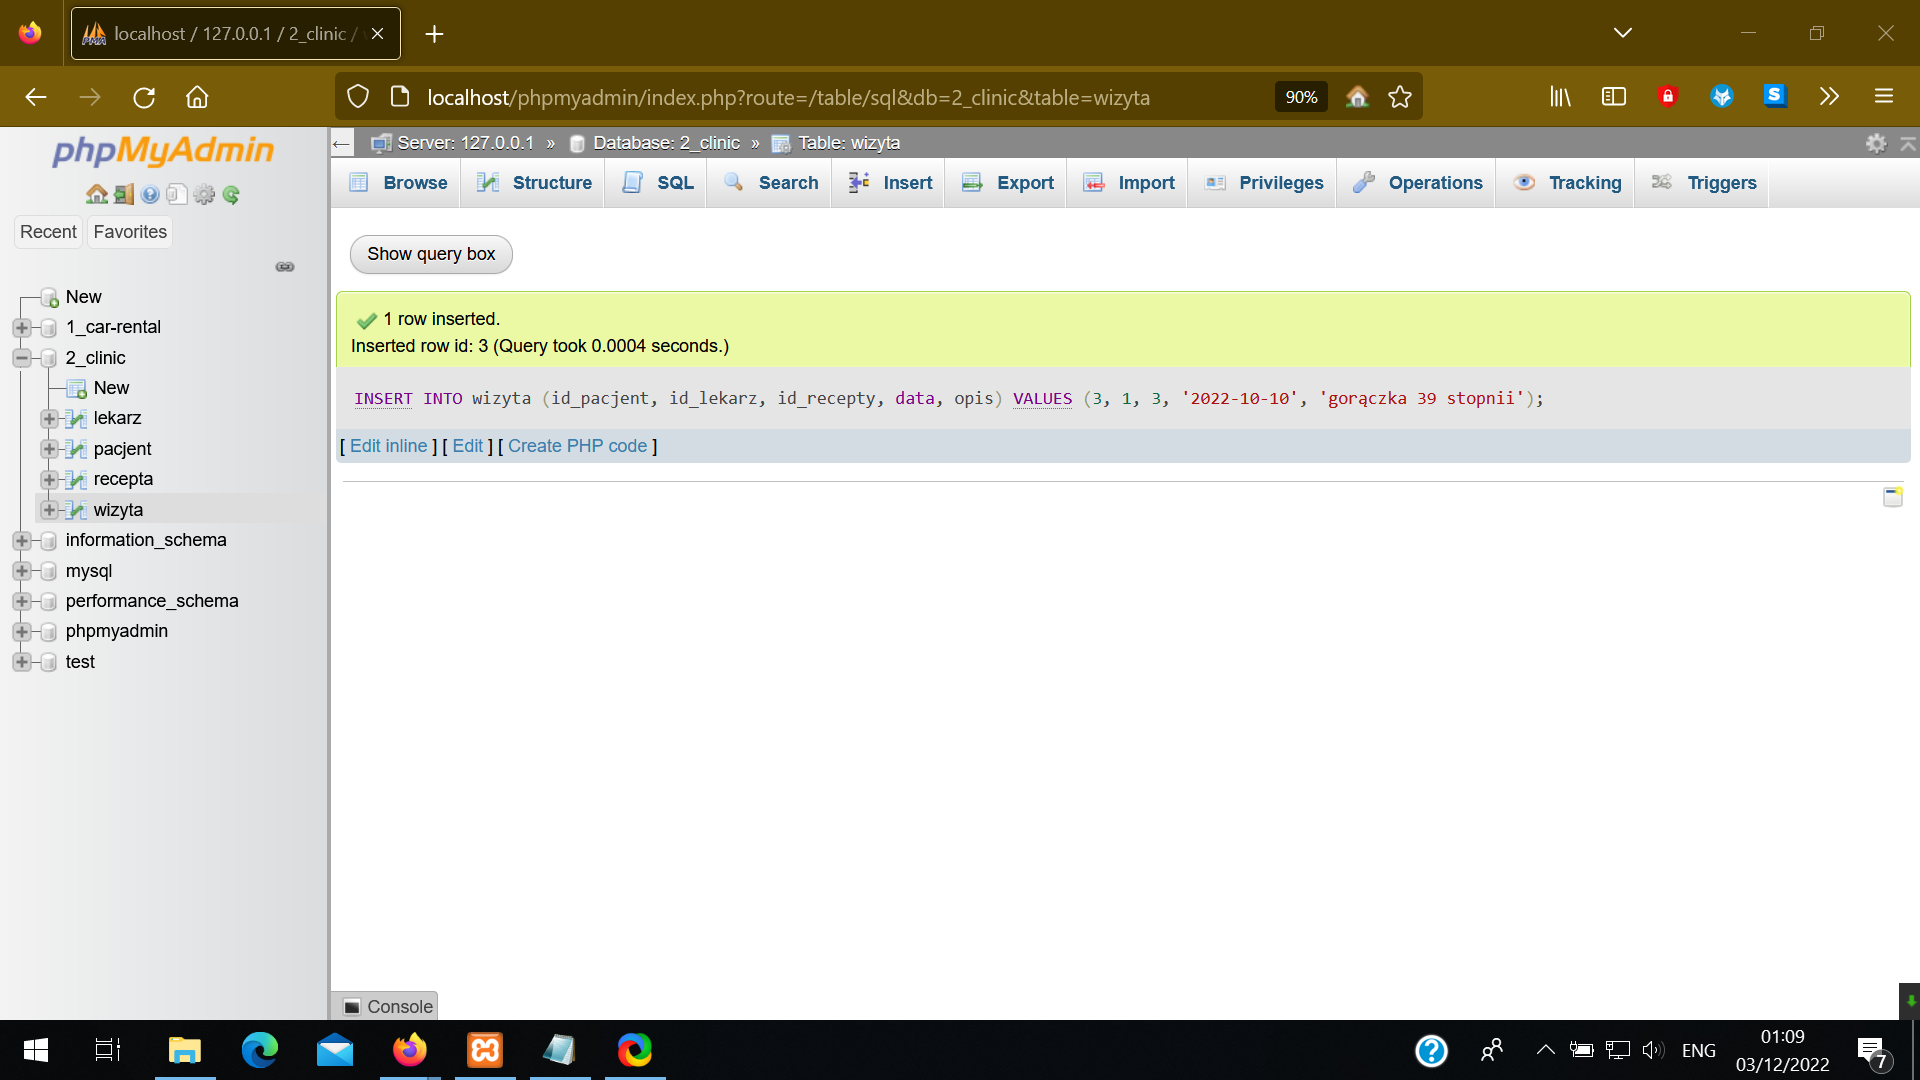 localhost / 127.0.0.1 / 2_clinic /
localhost/phpmyadmin/index.php?route=/table/sql&db=2_clinic&table=wizyta
90%
phpMyAdmin
Recent
Favorites
New
1_car-rental
2_clinic
New
lekarz
pacjent
recepta
wizyta
information_schema
mysql
performance_schema
phpmyadmin
test
Server: 127.0.0.1 » Database: 2_clinic » Table: wizyta
Browse Structure SQL Search Insert Export Import Privileges Operations Tracking Triggers
Show query box
1 row inserted.
Inserted row id: 3 (Query took 0.0004 seconds.)
INSERT INTO wizyta (id_pacjent, id_lekarz, id_recepty, data, opis) VALUES (3, 1, 3, '2022-10-10', 'gorączka 39 stopnii');
[ Edit inline ] [ Edit ] [ Create PHP code ]
Console
ENG
01:09
03/12/2022
7